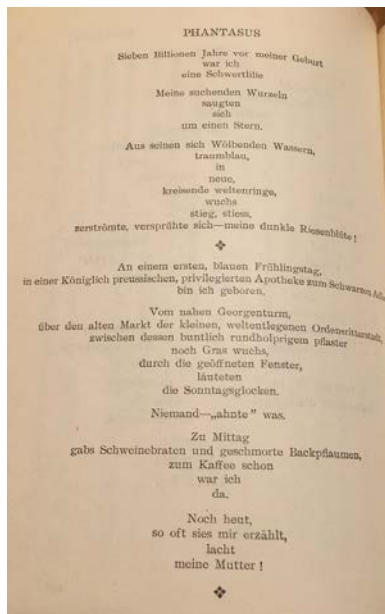 PHANTASUS
Sieben Billionen Jahre vor meiner Geburt
war ich
eine Schwertlilie
Meine suchenden Wurzeln
saugten
sich
um einen Stern.
Aus seinen sich Wölbenden Wassern,
traumblau,
in
neue,
kreisende weltenringe,
wuchs
stieg, stiess,
zerströmte, versprühte sich—meine dunkle Riesenblüte!
An einem ersten, blauen Frühlingstag,
in einer Königlich preussischen, privilegierten Apotheke zum Schwarzen
bin ich geboren.
Vom nahen Georgenturm,
über den alten Markt der kleinen, weltentlegenen Ordensritterstadt,
zwischen dessen buntlich rundholprigem pflaster
noch Gras wuchs,
durch die geöffneten Fenster,
läuteten
die Sonntagsglocken.
Niemand—„ahnte" was.
Zu Mittag
gabs Schweinebraten und geschmorte Backpflaumen,
zum Kaffee schon
war ich
da.
Noch heut,
so oft sies mir erzählt,
lacht
meine Mutter!